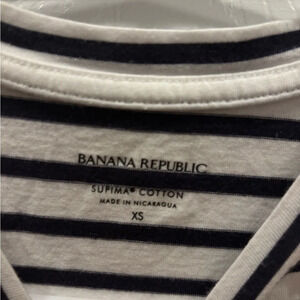 BANANA REPUBLIC
SUPIMA® COTTON
MADE IN NICARAGUA
XS